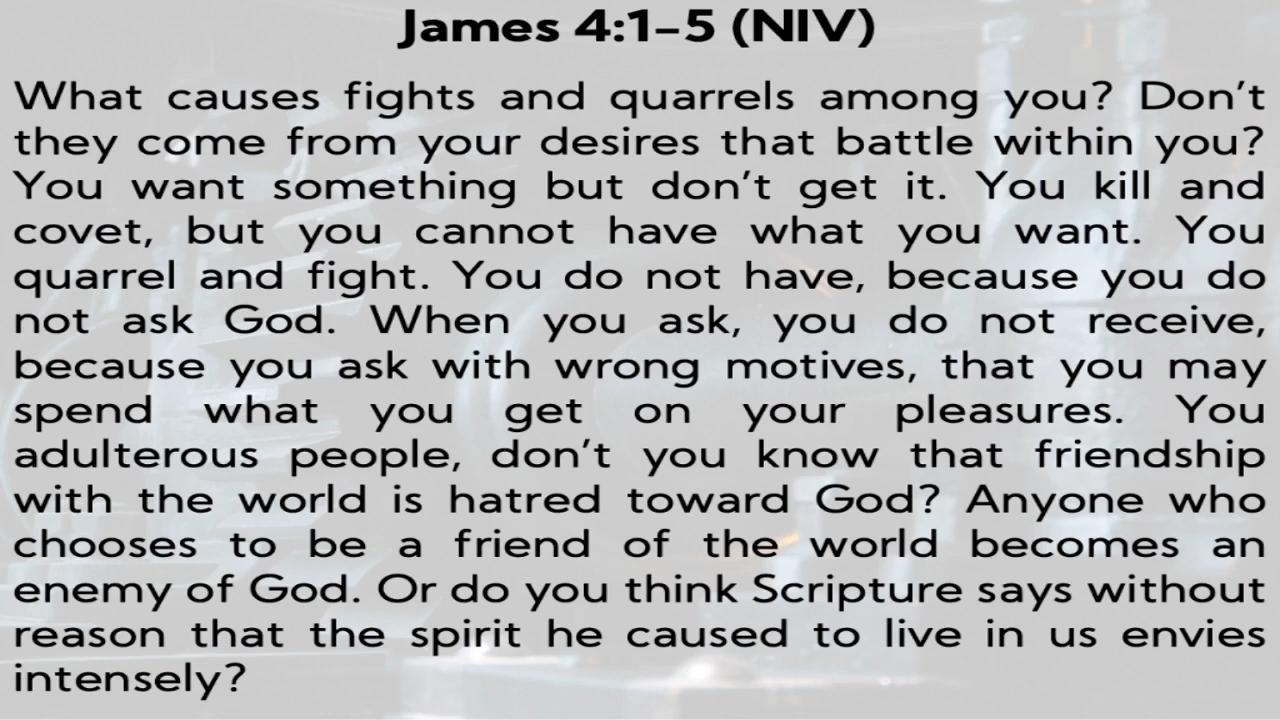 James 4:1–5 (NIV)
What causes fights and quarrels among you? Don’t
they come from your desires that battle within you?
You want something but don’t get it. You kill and
covet, but you cannot have what you want. You
quarrel and fight. You do not have, because you do
not ask God. When you ask, you do not receive,
because you ask with wrong motives, that you may
spend what you get on your pleasures. You
adulterous people, don’t you know that friendship
with the world is hatred toward God? Anyone who
chooses to be a friend of the world becomes an
enemy of God. Or do you think Scripture says without
reason that the spirit he caused to live in us envies
intensely?